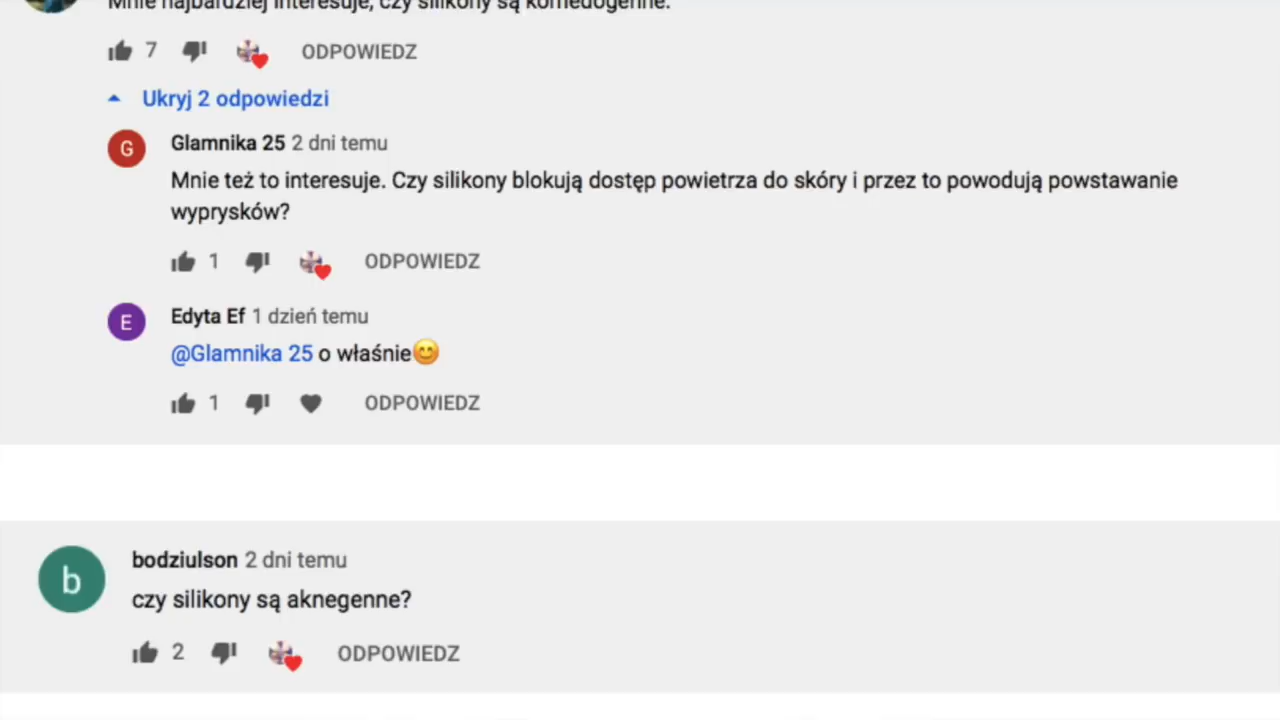 Mnie najbardziej interesuje, czy silikony są komedogenne.
7 ODPOWIEDZ
Ukryj 2 odpowiedzi
G Glamnika 25 2 dni temu
Mnie też to interesuje. Czy silikony blokują dostęp powietrza do skóry i przez to powodują powstawanie
wyprysków?
1 ODPOWIEDZ
E Edyta Ef 1 dzień temu
@Glamnika 25 o właśnie😊
1 ODPOWIEDZ
b bodziulson 2 dni temu
czy silikony są aknegenne?
2 ODPOWIEDZ